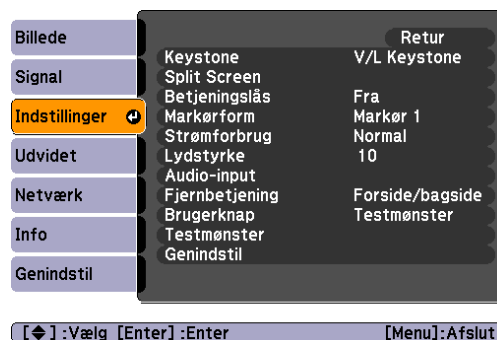 Billede
Signal
Indstillinger
Udvidet
Netværk
Info
Genindstil
Retur
Keystone V/L Keystone
Split Screen
Betjeningslås Fra
Markørform Markør 1
Strømforbrug Normal
Lydstyrke 10
Audio-input
Fjernbetjening Forside/bagside
Brugerknap Testmønster
Testmønster
Genindstil
[◆] :Vælg [Enter] :Enter [Menu]:Afslut